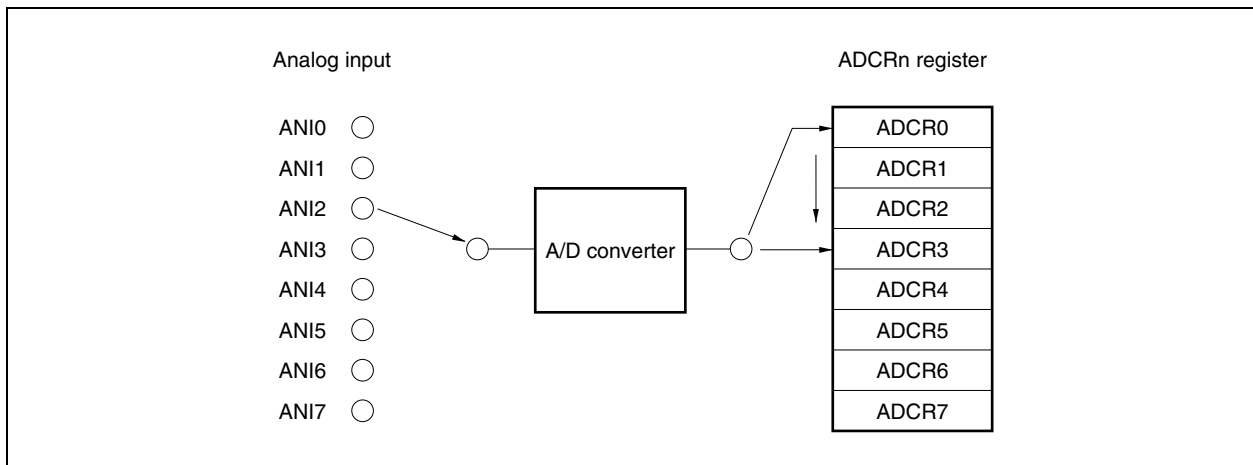 Analog input
ADCRn register
ANI0
ANI1
ANI2
ANI3
ANI4
ANI5
ANI6
ANI7
A/D converter
ADCR0
ADCR1
ADCR2
ADCR3
ADCR4
ADCR5
ADCR6
ADCR7